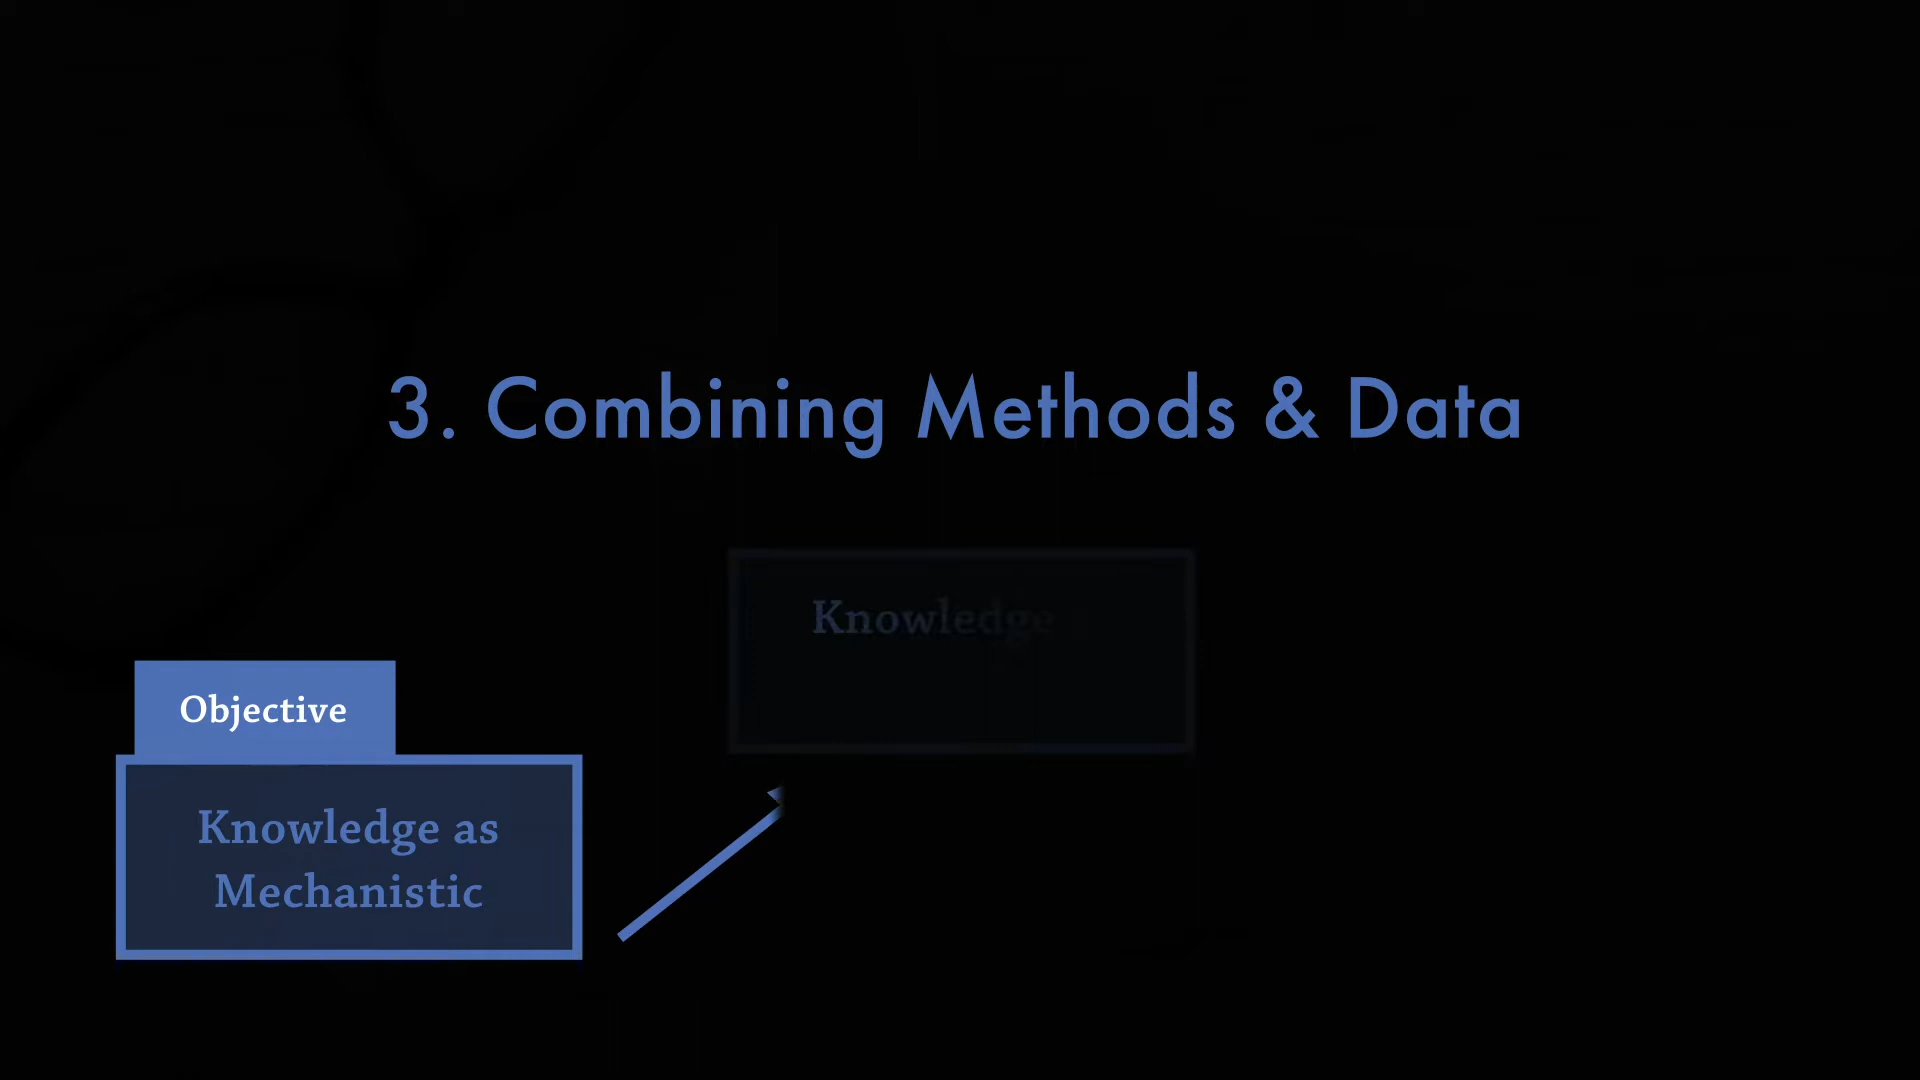 3. Combining Methods & Data
Knowledge
Objective
Knowledge as
Mechanistic